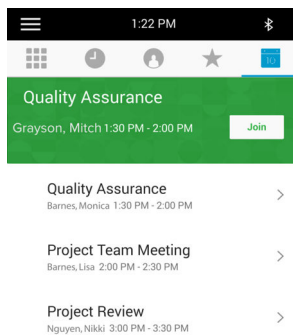 1:22 PM
10
Quality Assurance
Grayson, Mitch 1:30 PM - 2:00 PM
Join
Quality Assurance
Barnes, Monica 1:30 PM - 2:00 PM
Project Team Meeting
Barnes, Lisa 2:00 PM - 2:30 PM
Project Review
Nguyen, Nikki 3:00 PM - 3:30 PM